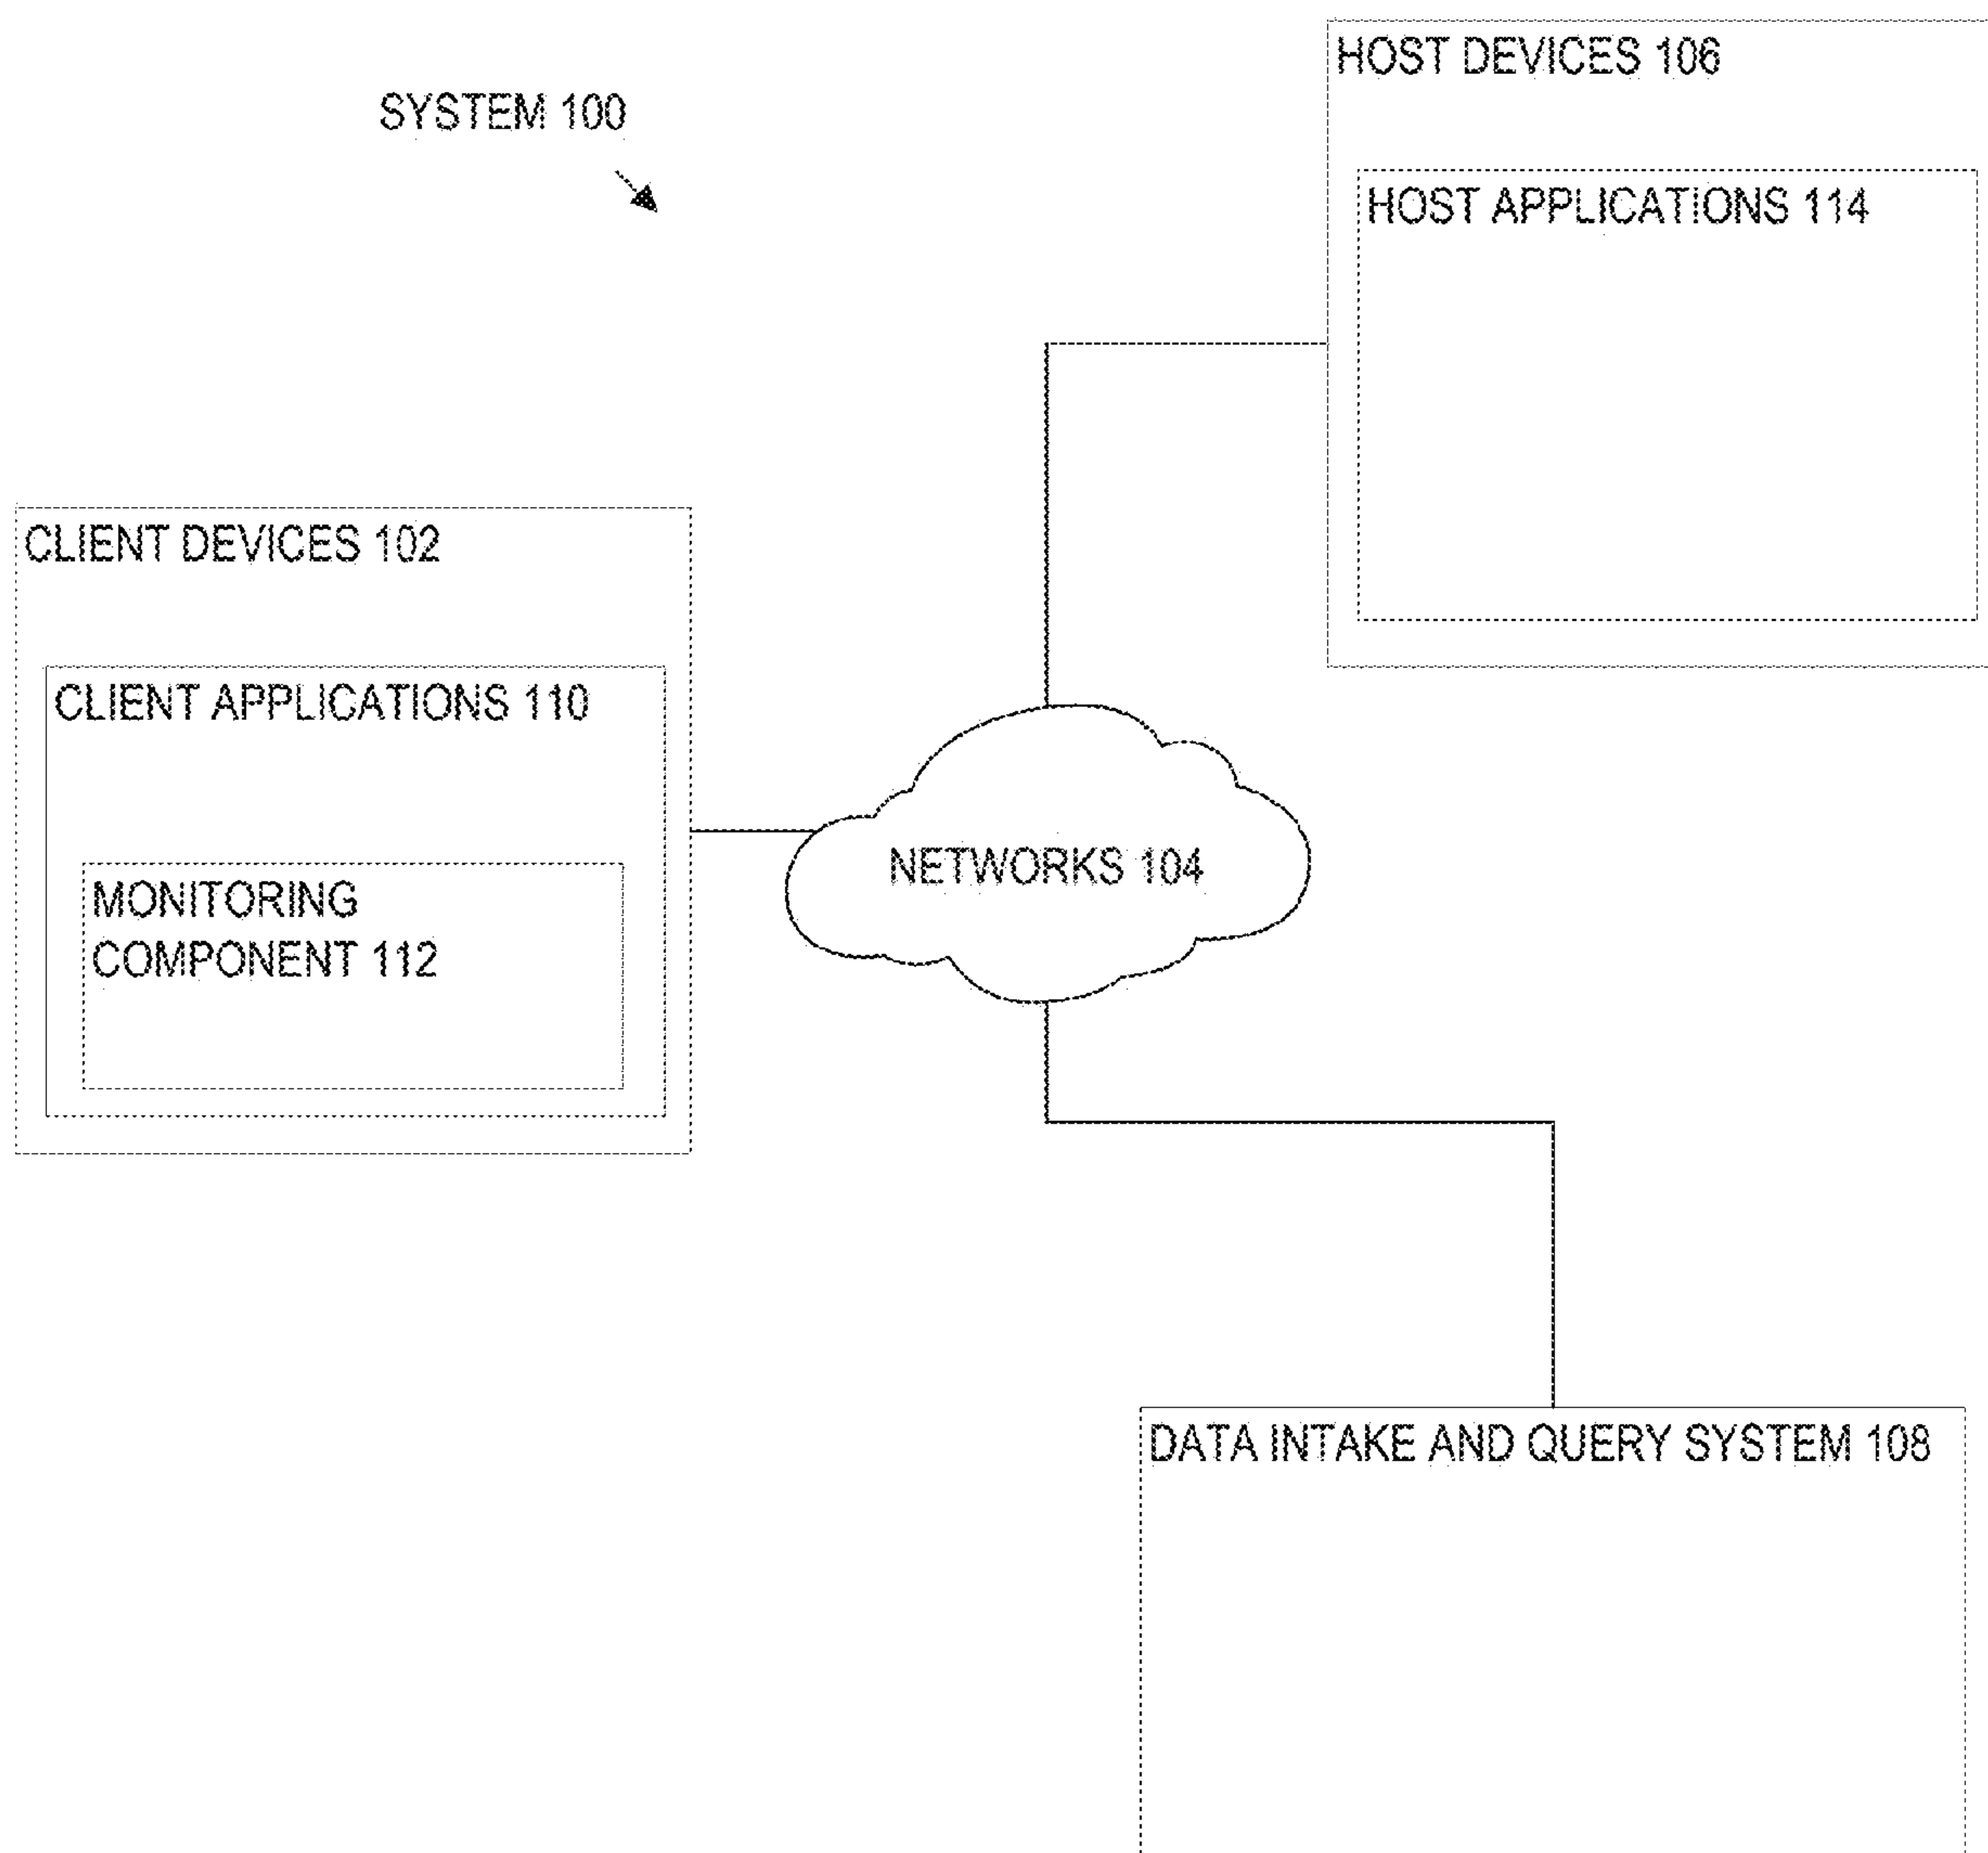 SYSTEM 100
HOST DEVICES 106
HOST APPLICATIONS 114
CLIENT DEVICES 102
CLIENT APPLICATIONS 110
MONITORING
COMPONENT 112
NETWORKS 104
DATA INTAKE AND QUERY SYSTEM 108